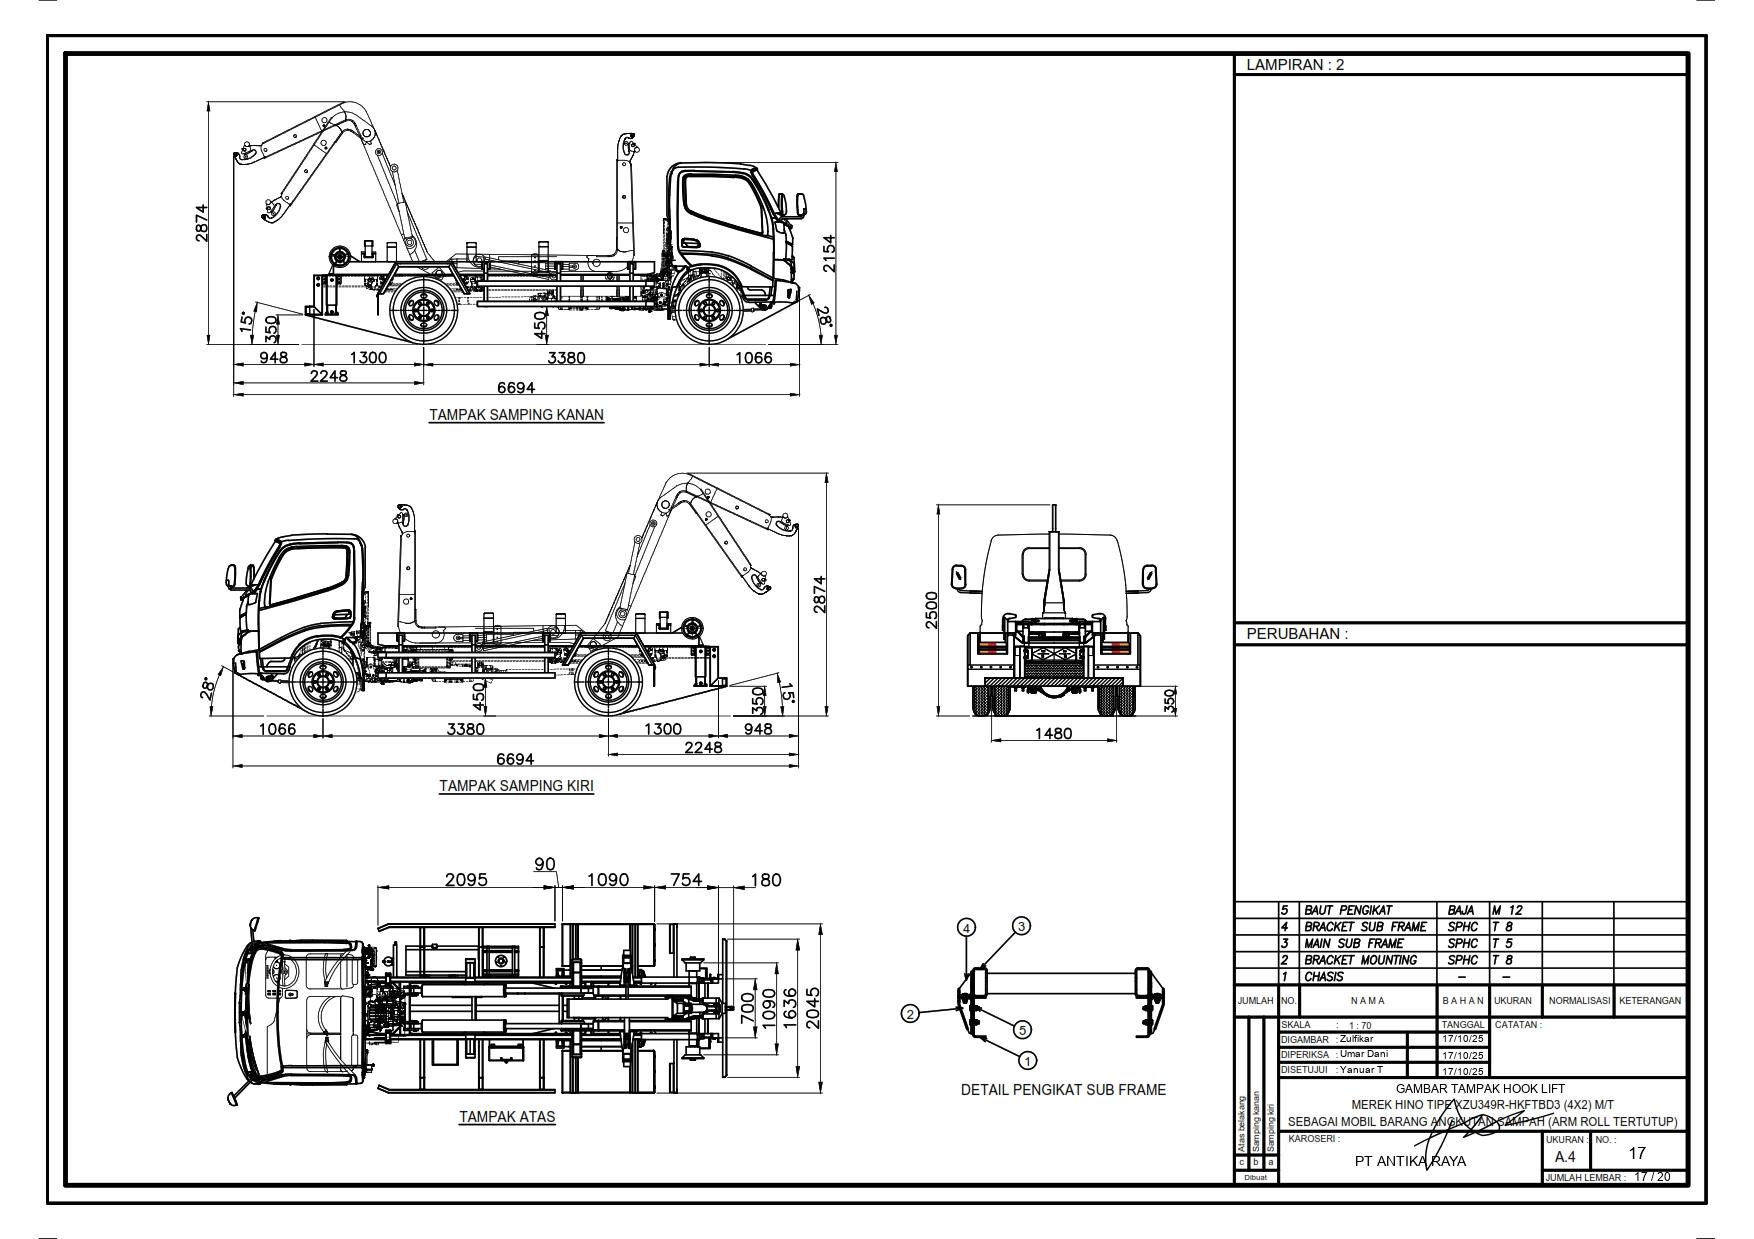 LAMPIRAN : 2
2874
2154
15°
350
450
28°
948
1300
3380
1066
2248
6694
TAMPAK SAMPING KANAN
2874
28°
450
350
15°
1066
3380
1300
948
2248
6694
TAMPAK SAMPING KIRI
2500
350
1480
PERUBAHAN :
90
2095
1090
754
180
700
1090
1636
2045
TAMPAK ATAS
4
3
2
5
1
DETAIL PENGIKAT SUB FRAME
5 BAUT PENGIKAT BAJA M 12
4 BRACKET SUB FRAME SPHC T 8
3 MAIN SUB FRAME SPHC T 5
2 BRACKET MOUNTING SPHC T 8
1 CHASIS – –
JUMLAH NO. N A M A B A H A N UKURAN NORMALISASI KETERANGAN
SKALA : 1 : 70 TANGGAL CATATAN :
DIGAMBAR : Zulfikar 17/10/25
DIPERIKSA : Umar Dani 17/10/25
DISETUJUI : Yanuar T 17/10/25
GAMBAR TAMPAK HOOK LIFT
MEREK HINO TIPE XZU349R-HKFTBD3 (4X2) M/T
SEBAGAI MOBIL BARANG ANGKUTAN SAMPAH (ARM ROLL TERTUTUP)
Atas belakang
Samping kanan
Samping kiri
c b a
Dibuat
KAROSERI :
PT ANTIKA RAYA
UKURAN : NO. :
A.4 17
JUMLAH LEMBAR : 17 / 20